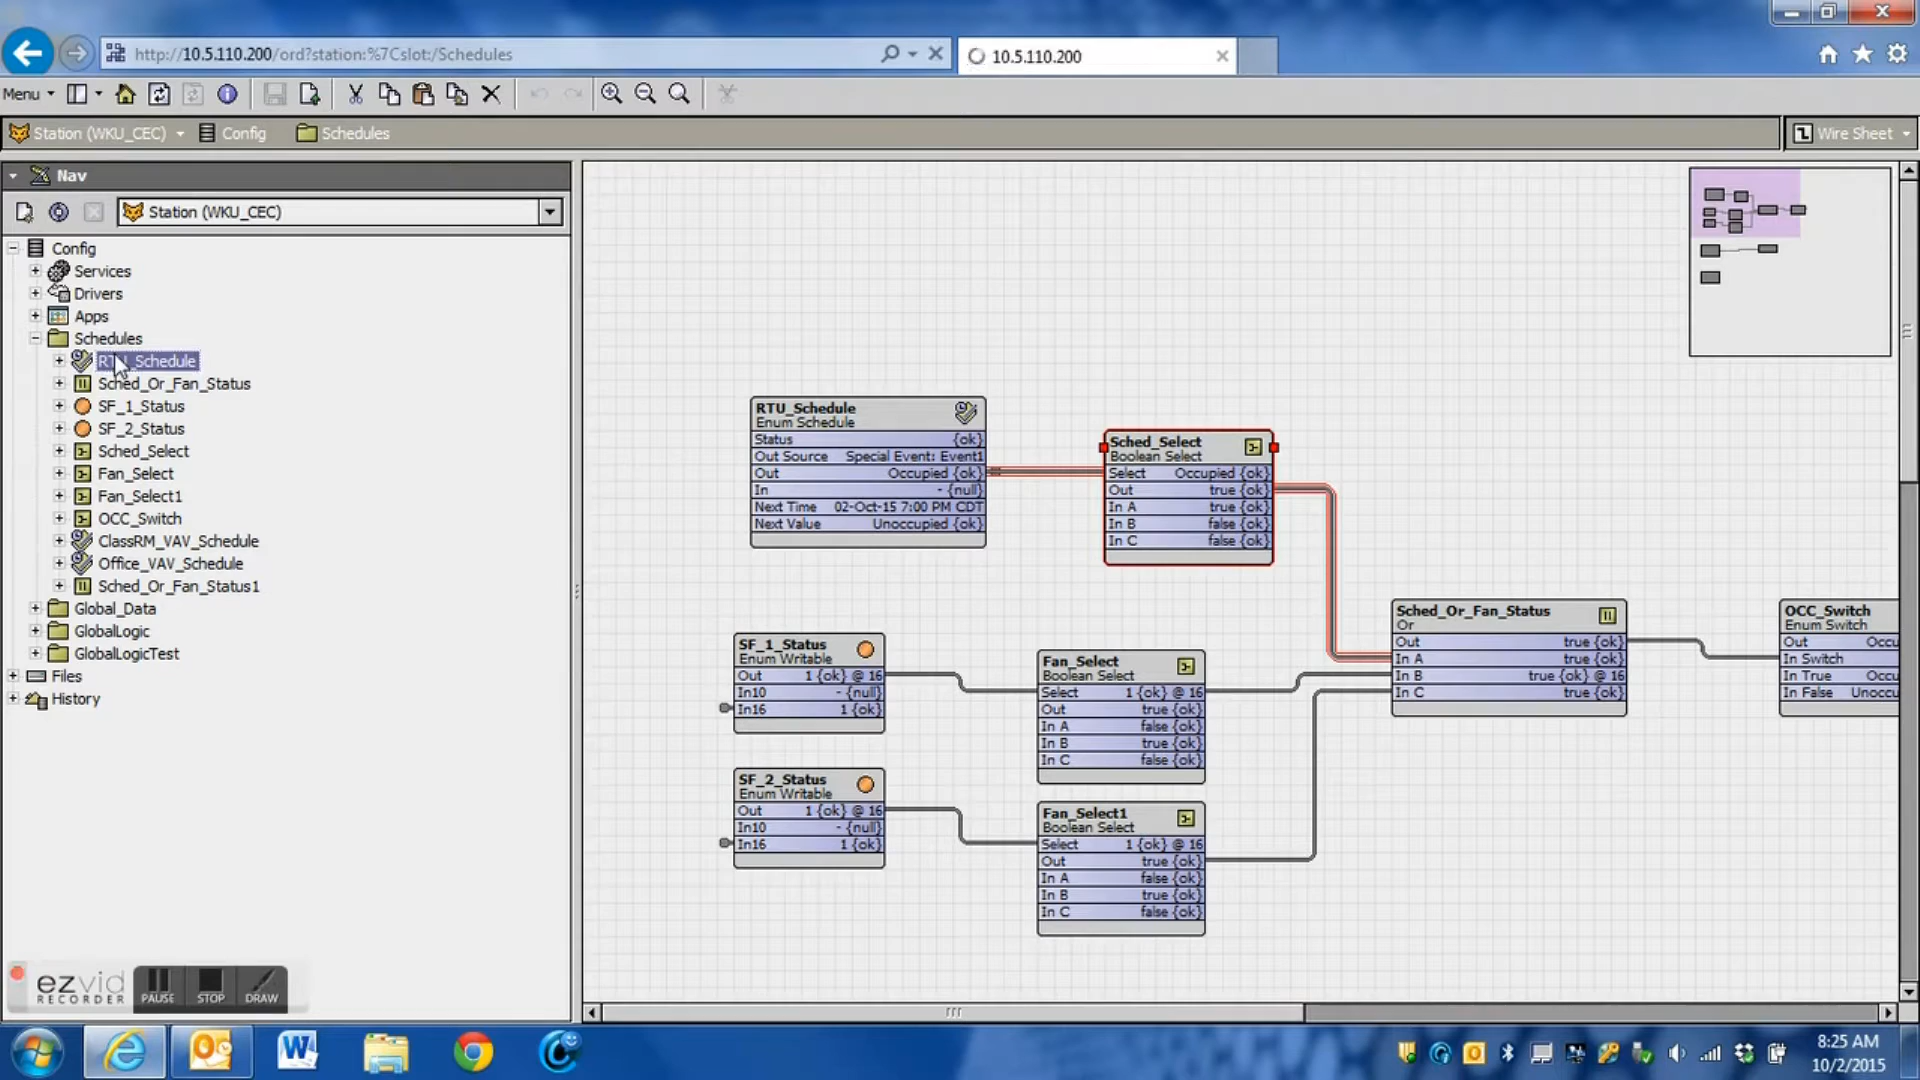 http://10.5.110.200/ord?station:%7Cslot:/Schedules
10.5.110.200
Menu
Station (WKU_CEC)
Config
Schedules
Wire Sheet
Nav
Station (WKU_CEC)
Config
Services
Drivers
Apps
Schedules
RTU_Schedule
Sched_Or_Fan_Status
SF_1_Status
SF_2_Status
Sched_Select
Fan_Select
Fan_Select1
OCC_Switch
ClassRM_VAV_Schedule
Office_VAV_Schedule
Sched_Or_Fan_Status1
Global_Data
GlobalLogic
GlobalLogicTest
Files
History
RTU_Schedule
Enum Schedule
Status {ok}
Out Source Special Event: Event1
Out Occupied {ok}
In - {null}
Next Time 02-Oct-15 7:00 PM CDT
Next Value Unoccupied {ok}
Sched_Select
Boolean Select
Select Occupied {ok}
Out true {ok}
In A true {ok}
In B false {ok}
In C false {ok}
SF_1_Status
Enum Writable
Out 1 {ok} @ 16
In10 - {null}
In16 1 {ok}
Fan_Select
Boolean Select
Select 1 {ok} @ 16
Out true {ok}
In A false {ok}
In B true {ok}
In C false {ok}
Sched_Or_Fan_Status
Or
Out true {ok}
In A true {ok}
In B true {ok} @ 16
In C true {ok}
OCC_Switch
Enum Switch
Out Occu
In Switch
In True Occu
In False Unoccu
SF_2_Status
Enum Writable
Out 1 {ok} @ 16
In10 - {null}
In16 1 {ok}
Fan_Select1
Boolean Select
Select 1 {ok} @ 16
Out true {ok}
In A false {ok}
In B true {ok}
In C false {ok}
ezvid
RECORDER
PAUSE
STOP
DRAW
8:25 AM
10/2/2015